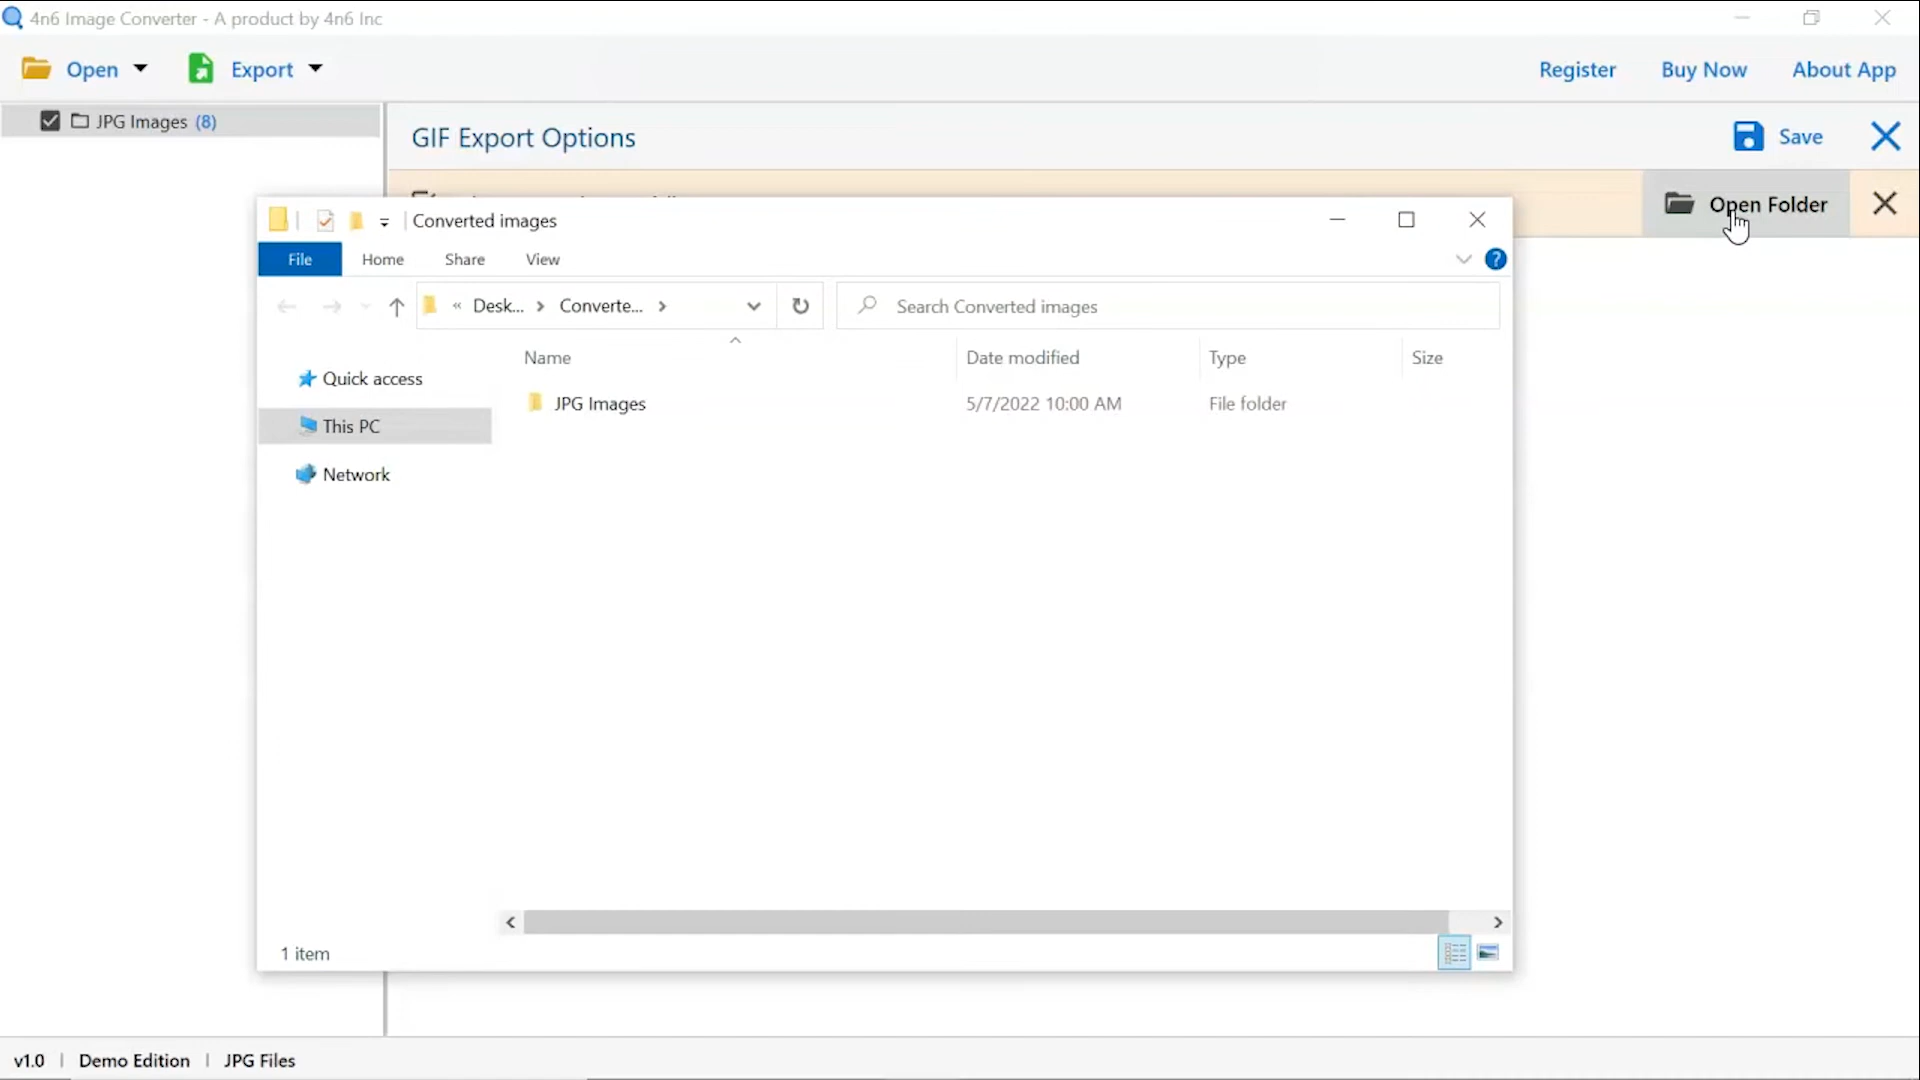 4n6 Image Converter - A product by 4n6 Inc
Open Export Register Buy Now About App
JPG Images (8)
GIF Export Options Save
Open Folder
Converted images
File Home Share View
« Desk... > Converte... > Search Converted images
Name Date modified Type Size
Quick access
JPG Images 5/7/2022 10:00 AM File folder
This PC
Network
1 item
v1.0 | Demo Edition | JPG Files